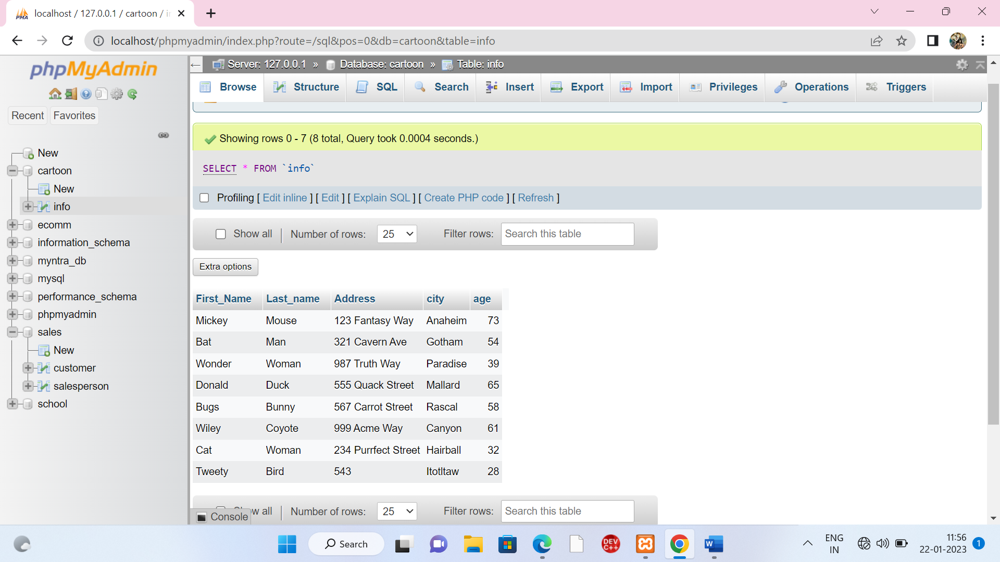 localhost / 127.0.0.1 / cartoon /
localhost/phpmyadmin/index.php?route=/sql&pos=0&db=cartoon&table=info
phpMyAdmin
Recent Favorites
New
cartoon
New
info
ecomm
information_schema
myntra_db
mysql
performance_schema
phpmyadmin
sales
New
customer
salesperson
school
Server: 127.0.0.1 » Database: cartoon » Table: info
Browse Structure SQL Search Insert Export Import Privileges Operations Triggers
Showing rows 0 - 7 (8 total, Query took 0.0004 seconds.)
SELECT * FROM `info`
Profiling [ Edit inline ] [ Edit ] [ Explain SQL ] [ Create PHP code ] [ Refresh ]
Show all | Number of rows: 25 Filter rows: Search this table
Extra options
First_Name Last_name Address city age
Mickey Mouse 123 Fantasy Way Anaheim 73
Bat Man 321 Cavern Ave Gotham 54
Wonder Woman 987 Truth Way Paradise 39
Donald Duck 555 Quack Street Mallard 65
Bugs Bunny 567 Carrot Street Rascal 58
Wiley Coyote 999 Acme Way Canyon 61
Cat Woman 234 Purrfect Street Hairball 32
Tweety Bird 543 Itotltaw 28
Show all | Number of rows: 25 Filter rows: Search this table
Console
Search
DEV C++
W
ENG
IN
11:56
22-01-2023
1